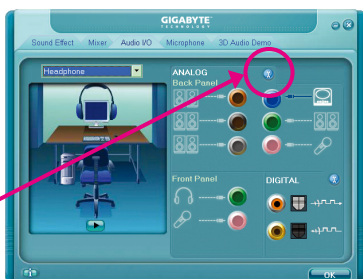 GIGABYTE
TECHNOLOGY
Sound Effect Mixer Audio I/O Microphone 3D Audio Demo
Headphone
ANALOG
Back Panel
Front Panel
DIGITAL
OK